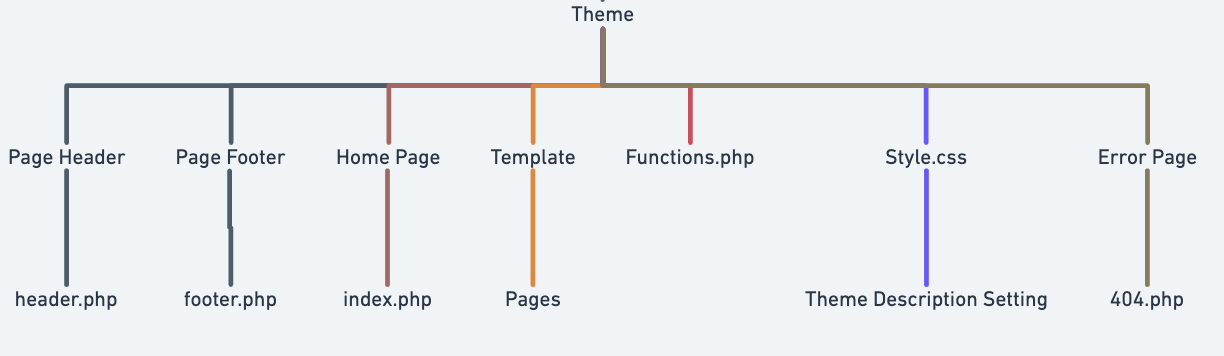 Theme
Page Header
Page Footer
Home Page
Template
Functions.php
Style.css
Error Page
header.php
footer.php
index.php
Pages
Theme Description Setting
404.php